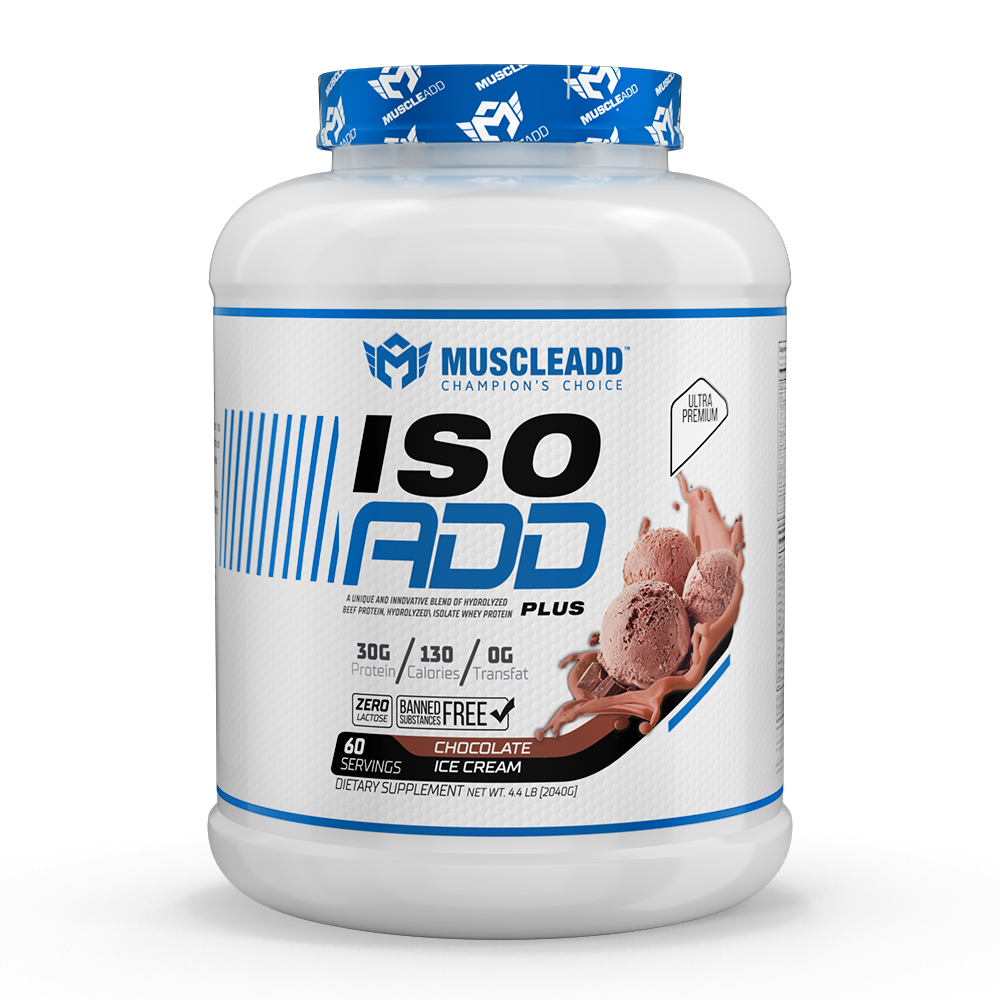 MUSCLEADD
MUSCLEADD
MUSCLEADD
MUSCLEADD™
CHAMPION'S CHOICE
ULTRA
PREMIUM
ISO
ADD
A UNIQUE AND INNOVATIVE BLEND OF HYDROLYZED
BEEF PROTEIN, HYDROLYZED\ ISOLATE WHEY PROTEIN
PLUS
30G / 130 / 0G
Protein Calories Transfat
ZERO
LACTOSE
BANNED
SUBSTANCES
FREE
60
SERVINGS
CHOCOLATE
ICE CREAM
DIETARY SUPPLEMENT NET WT. 4.4 LB [2040G]